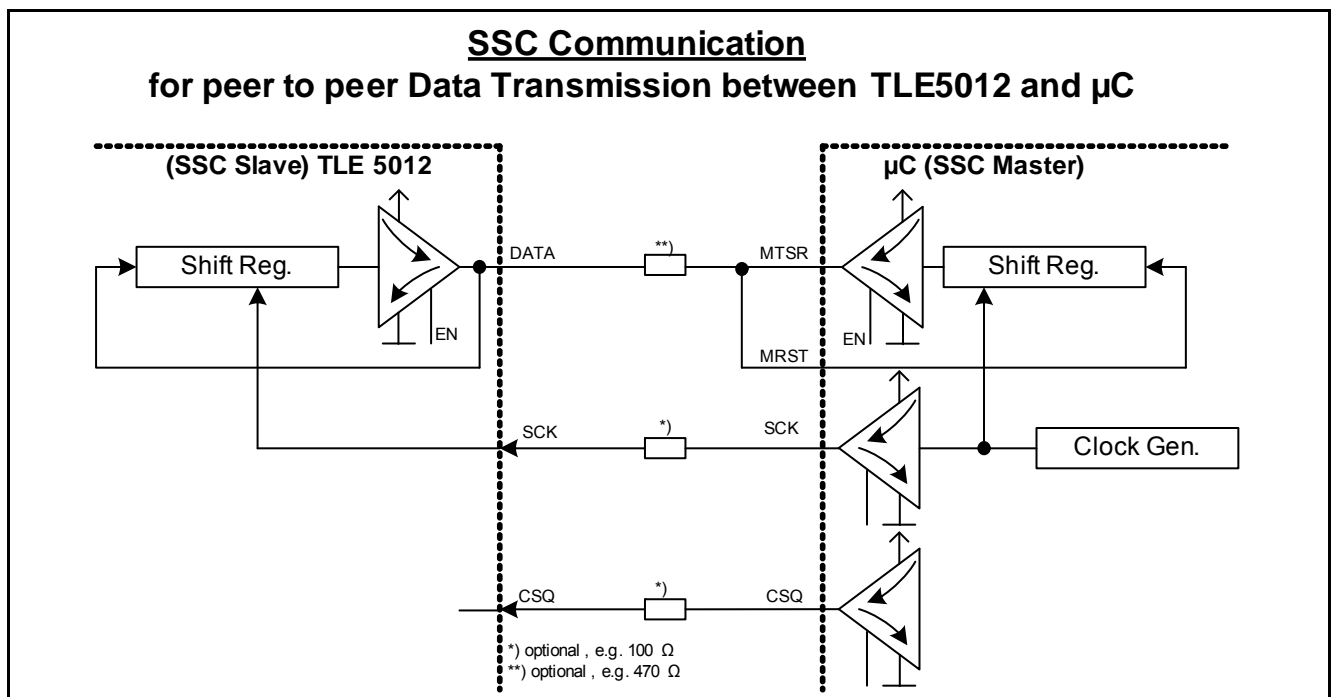 SSC Communication
for peer to peer Data Transmission between TLE5012 and µC
(SSC Slave) TLE 5012
µC (SSC Master)
Shift Reg.
EN
DATA
**)
MTSR
Shift Reg.
EN
MRST
SCK
*)
SCK
Clock Gen.
CSQ
*)
CSQ
*) optional , e.g. 100 Ω
**) optional , e.g. 470 Ω